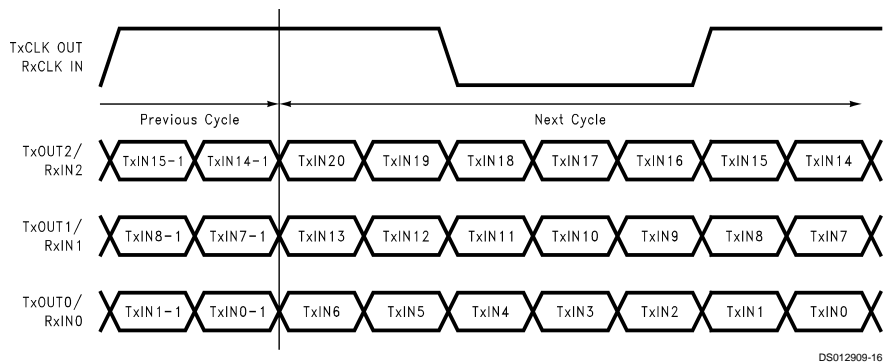 TxCLK OUT
RxCLK IN
Previous Cycle Next Cycle
TxOUT2/
RxIN2
TxIN15-1 TxIN14-1 TxIN20 TxIN19 TxIN18 TxIN17 TxIN16 TxIN15 TxIN14
TxOUT1/
RxIN1
TxIN8-1 TxIN7-1 TxIN13 TxIN12 TxIN11 TxIN10 TxIN9 TxIN8 TxIN7
TxOUT0/
RxIN0
TxIN1-1 TxIN0-1 TxIN6 TxIN5 TxIN4 TxIN3 TxIN2 TxIN1 TxIN0
DS012909-16